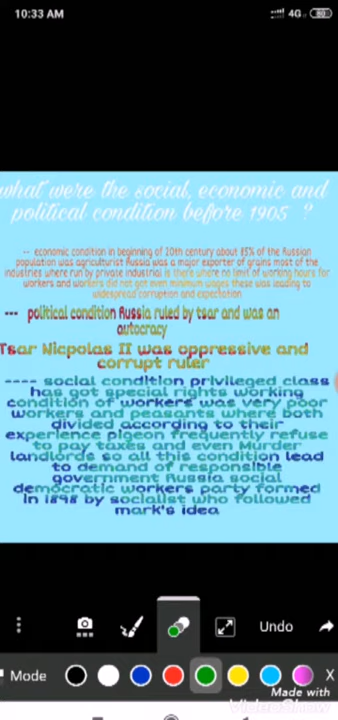 10:33 AM
4G
80
what were the social, economic and
political condition before 1905 ?
-- economic condition in beginning of 20th century about 85% of the Russian
population was agriculturist Russia was a major exporter of grains most of the
industries where run by private industrial is there where no limit of working hours for
workers and workers did not got even minimum wages these was leading to
widespread corruption and expectation
--- political condition Russia ruled by tsar and was an
autocracy
Tsar Nicpolas II was oppressive and
corrupt ruler
---- social condition privileged class
has got special rights working
condition of workers was very poor
workers and peasants where both
divided according to their
experience pigeon frequently refuse
to pay taxes and even Murder
landlords so all this condition lead
to demand of responsible
government Russia social
democratic workers party formed
in 1898 by socialist who followed
mark's idea
Undo
Mode
X
Made with
VideoShow